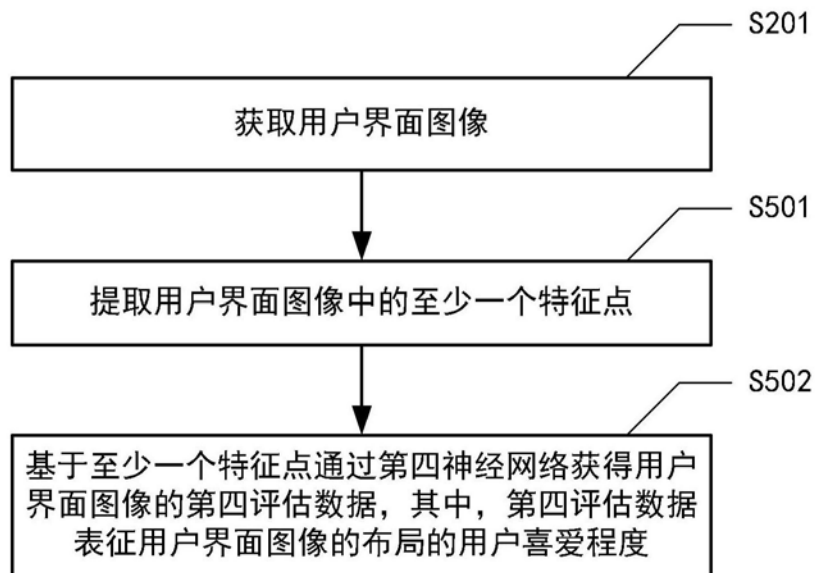 S201
获取用户界面图像
S501
提取用户界面图像中的至少一个特征点
S502
基于至少一个特征点通过第四神经网络获得用户
界面图像的第四评估数据，其中，第四评估数据
表征用户界面图像的布局的用户喜爱程度